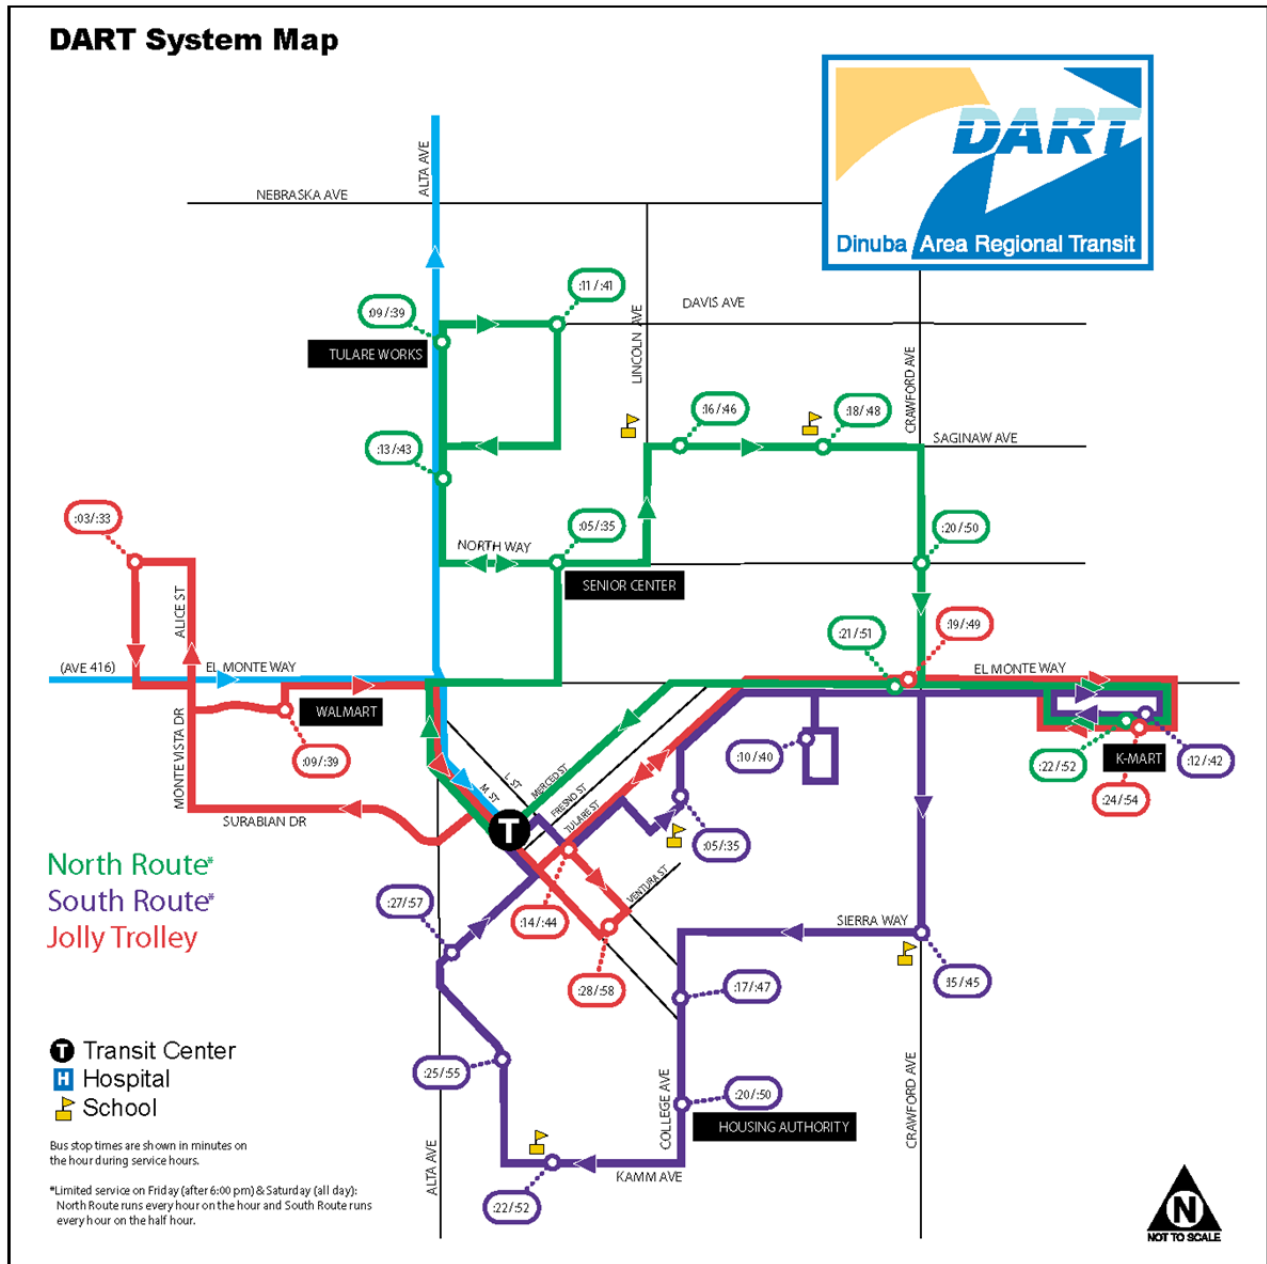 DART System Map
DART
Dinuba Area Regional Transit
ALTA AVE
NEBRASKA AVE
:11/:41
DAVIS AVE
:09/:39
LINCOLN AVE
TULARE WORKS
CRAWFORD AVE
:16/:46
:18/:48
SAGINAW AVE
:13/:43
:03/:33
:05/:35
:20/:50
NORTH WAY
SENIOR CENTER
ALICE ST
:19/:49
:21/:51
(AVE 416)
EL MONTE WAY
EL MONTE WAY
WALMART
MONTE VISTA DR
:09/:39
L ST
M ST
MERCED ST
FRESNO ST
TULARE ST
:10/:40
:22/:52
K-MART
:12/:42
:24/:54
SURABIAN DR
T
:05/:35
North Route*
South Route*
Jolly Trolley
VENTURA ST
:27/:57
:14/:44
SIERRA WAY
:28/:58
:17/:47
:15/:45
T Transit Center
H Hospital
School
:25/:55
COLLEGE AVE
:20/:50
HOUSING AUTHORITY
CRAWFORD AVE
ALTA AVE
KAMM AVE
:22/:52
Bus stop times are shown in minutes on
the hour during service hours.
*Limited service on Friday (after 6:00 pm) & Saturday (all day):
North Route runs every hour on the hour and South Route runs
every hour on the half hour.
N
NOT TO SCALE